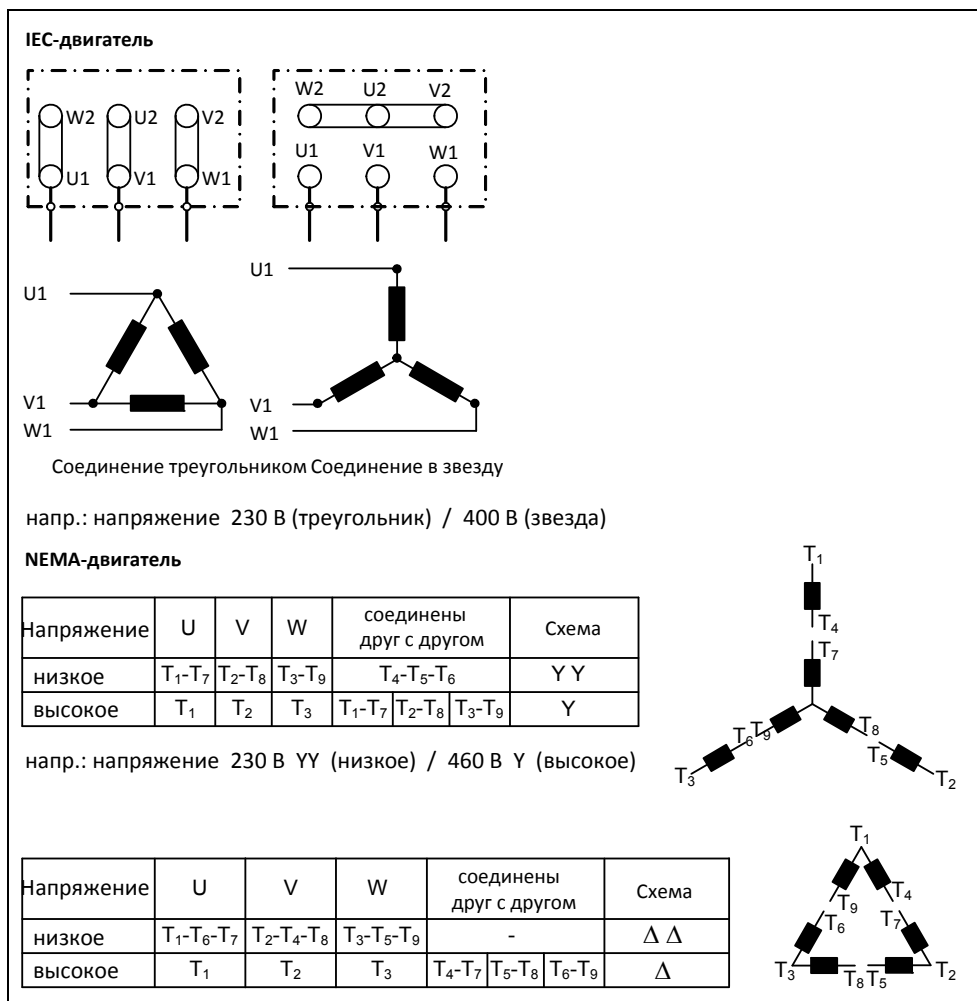 IEC-двигатель
W2 U2 V2
U1 V1 W1
W2 U2 V2
U1 V1 W1
U1
V1
W1
U1
V1
W1
Соединение треугольником Соединение в звезду
напр.: напряжение 230 В (треугольник) / 400 В (звезда)
NEMA-двигатель
Напряжение U V W соединены друг с другом Схема
низкое T1-T7 T2-T8 T3-T9 T4-T5-T6 Y Y
высокое T1 T2 T3 T1-T7 T2-T8 T3-T9 Y
напр.: напряжение 230 В YY (низкое) / 460 В Y (высокое)
T1
T4
T7
T6 T9 T8
T5
T3 T2
Напряжение U V W соединены друг с другом Схема
низкое T1-T6-T7 T2-T4-T8 T3-T5-T9 - Δ Δ
высокое T1 T2 T3 T4-T7 T5-T8 T6-T9 Δ
T1
T9 T4
T6 T7
T3 T8 T5 T2